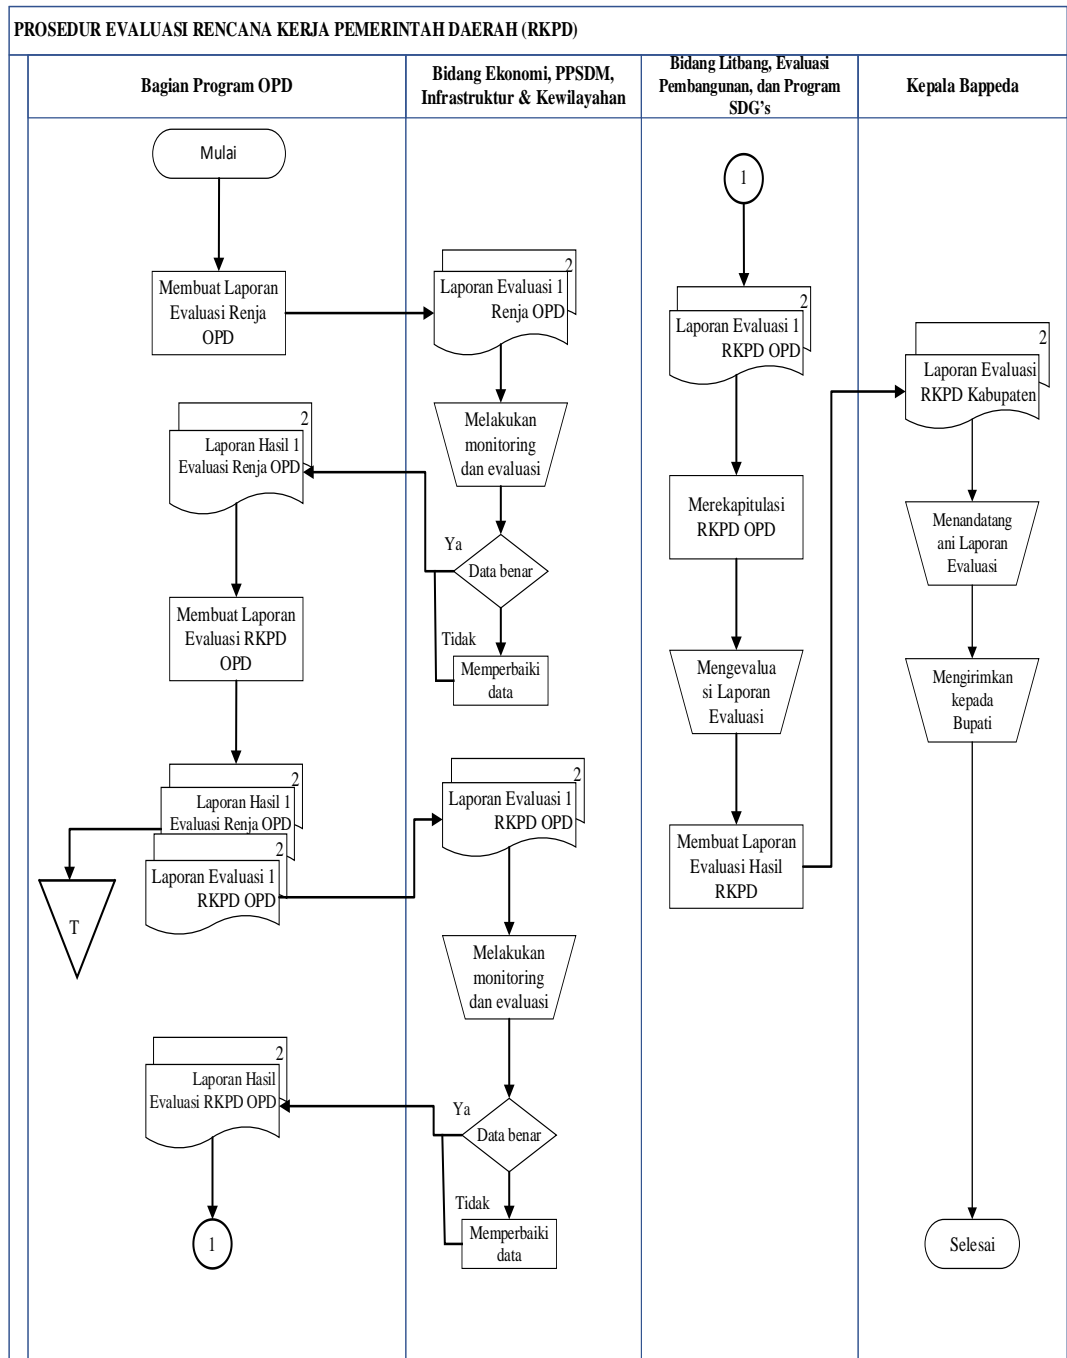 PROSEDUR EVALUASI RENCANA KERJA PEMERINTAH DAERAH (RKPD)
Bagian Program OPD
Bidang Ekonomi, PPSDM,
Infrastruktur & Kewilayahan
Bidang Litbang, Evaluasi
Pembangunan, dan Program
SDG's
Kepala Bappeda
Mulai
Membuat Laporan
Evaluasi Renja
OPD
2
Laporan Hasil 1
Evaluasi Renja OPD
Membuat Laporan
Evaluasi RKPD
OPD
2
Laporan Hasil 1
Evaluasi Renja OPD
2
Laporan Evaluasi 1
RKPD OPD
T
2
Laporan Hasil
Evaluasi RKPD OPD
1
2
Laporan Evaluasi 1
Renja OPD
Melakukan
monitoring
dan evaluasi
Ya
Data benar
Tidak
Memperbaiki
data
2
Laporan Evaluasi 1
RKPD OPD
Melakukan
monitoring
dan evaluasi
Ya
Data benar
Tidak
Memperbaiki
data
1
2
Laporan Evaluasi 1
RKPD OPD
Merekapitulasi
RKPD OPD
Mengevalua
si Laporan
Evaluasi
Membuat Laporan
Evaluasi Hasil
RKPD
2
Laporan Evaluasi
RKPD Kabupaten
Menandatang
ani Laporan
Evaluasi
Mengirimkan
kepada
Bupati
Selesai